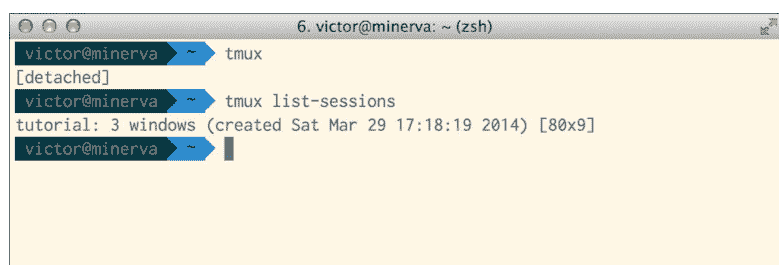 6. victor@minerva: ~ (zsh)
victor@minerva ~ tmux
[detached]
victor@minerva ~ tmux list-sessions
tutorial: 3 windows (created Sat Mar 29 17:18:19 2014) [80x9]
victor@minerva ~